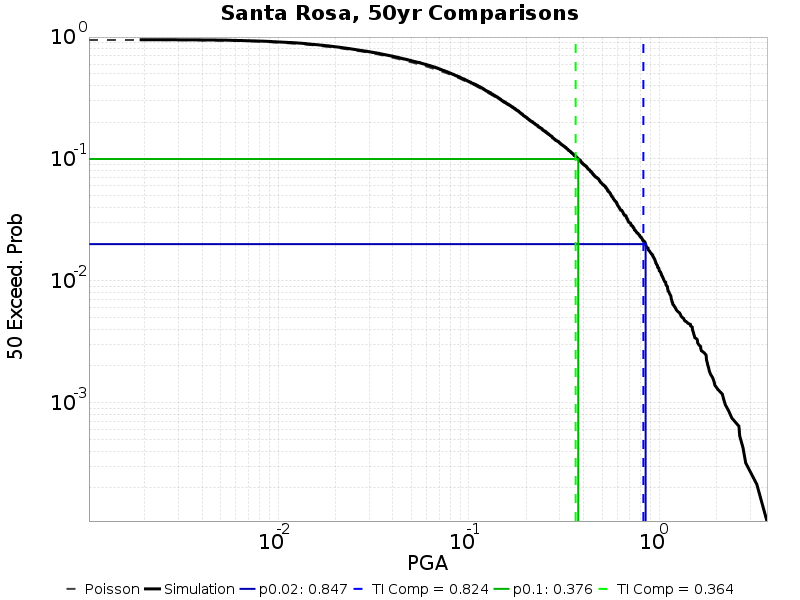 Santa Rosa, 50yr Comparisons
10^0
10^-1
10^-2
10^-3
50 Exceed. Prob
10^-2 10^-1 10^0
PGA
Poisson Simulation p0.02: 0.847 TI Comp = 0.824 p0.1: 0.376 TI Comp = 0.364